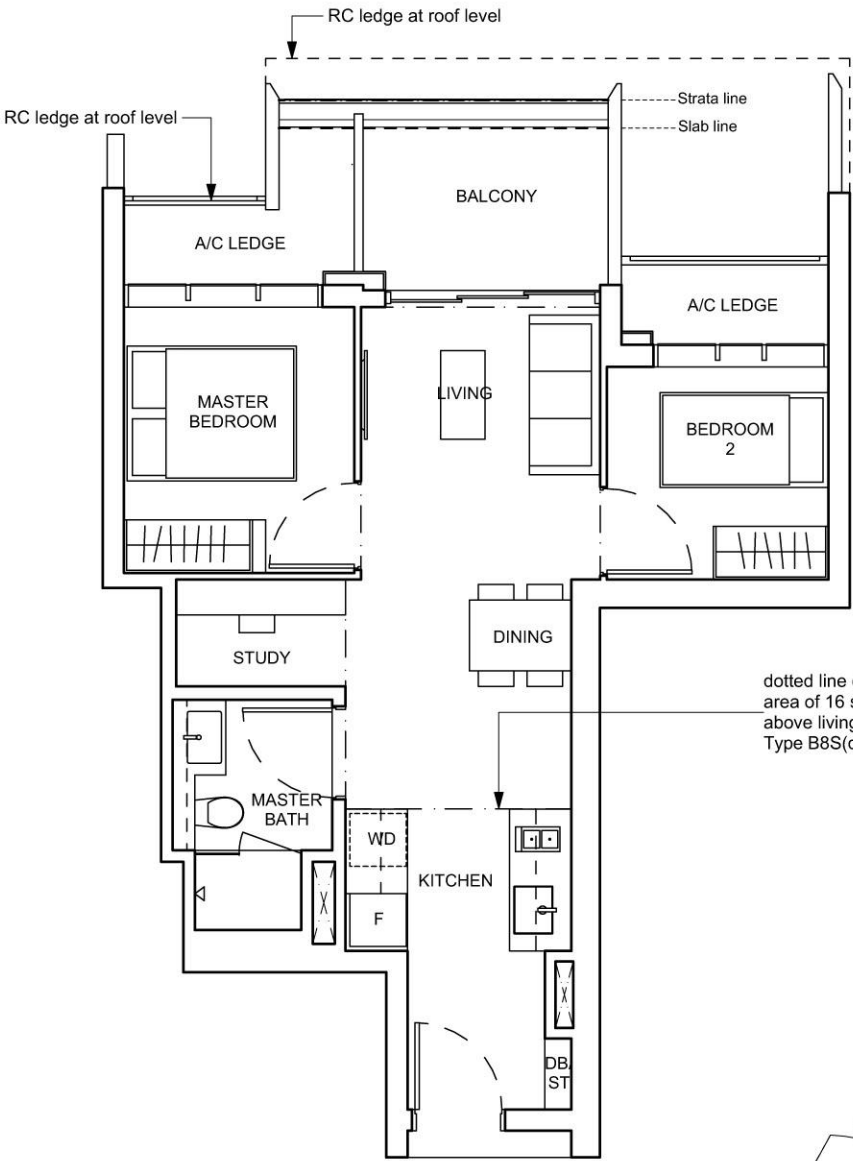 RC ledge at roof level
Strata line
RC ledge at roof level
Slab line
BALCONY
A/C LEDGE
A/C LEDGE
LIVING
MASTER
BEDROOM
BEDROOM
2
DINING
STUDY
dotted line
area of 16
above living
Type B8S(
MASTER
BATH
WD
KITCHEN
F
DB/
ST